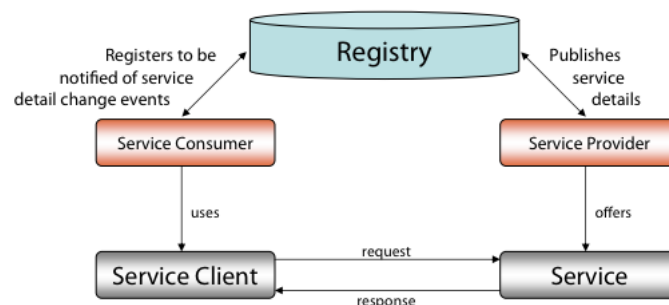 Registers to be
notified of service
detail change events
Registry
Publishes
service
details
Service Consumer
Service Provider
uses
offers
request
Service Client
Service
response